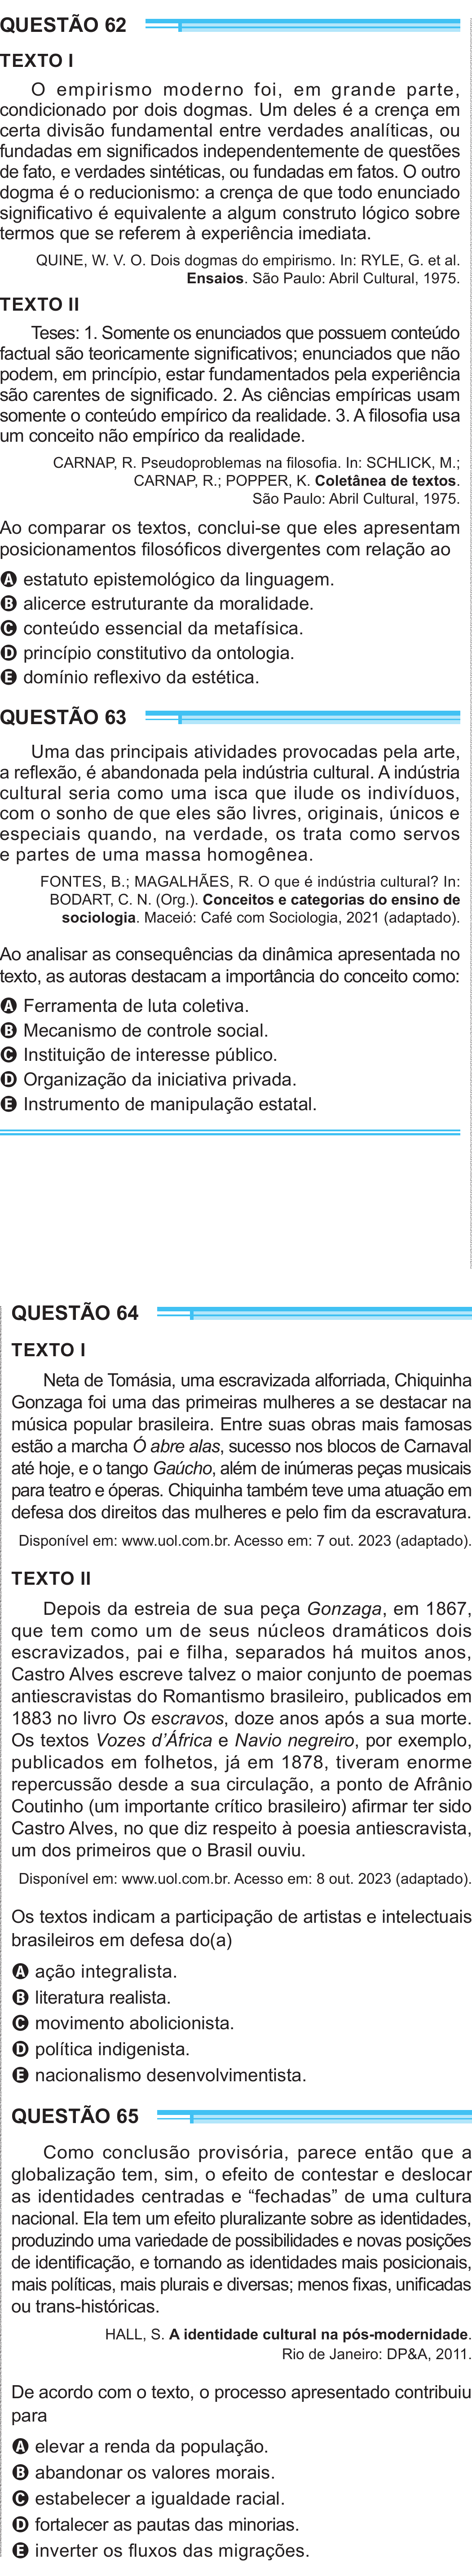 QUESTÃO 62
TEXTO I
O empirismo moderno foi, em grande parte,
condicionado por dois dogmas. Um deles é a crença em
certa divisão fundamental entre verdades analíticas, ou
fundadas em significados independentemente de questões
de fato, e verdades sintéticas, ou fundadas em fatos. O outro
dogma é o reducionismo: a crença de que todo enunciado
significativo é equivalente a algum construto lógico sobre
termos que se referem à experiência imediata.
QUINE, W. V. O. Dois dogmas do empirismo. In: RYLE, G. et al.
Ensaios. São Paulo: Abril Cultural, 1975.
TEXTO II
Teses: 1. Somente os enunciados que possuem conteúdo
factual são teoricamente significativos; enunciados que não
podem, em princípio, estar fundamentados pela experiência
são carentes de significado. 2. As ciências empíricas usam
somente o conteúdo empírico da realidade. 3. A filosofia usa
um conceito não empírico da realidade.
CARNAP, R. Pseudoproblemas na filosofia. In: SCHLICK, M.;
CARNAP, R.; POPPER, K. Coletânea de textos.
São Paulo: Abril Cultural, 1975.
Ao comparar os textos, conclui-se que eles apresentam
posicionamentos filosóficos divergentes com relação ao
A estatuto epistemológico da linguagem.
B alicerce estruturante da moralidade.
C conteúdo essencial da metafísica.
D princípio constitutivo da ontologia.
E domínio reflexivo da estética.
QUESTÃO 63
Uma das principais atividades provocadas pela arte,
a reflexão, é abandonada pela indústria cultural. A indústria
cultural seria como uma isca que ilude os indivíduos,
com o sonho de que eles são livres, originais, únicos e
especiais quando, na verdade, os trata como servos
e partes de uma massa homogênea.
FONTES, B.; MAGALHÃES, R. O que é indústria cultural? In:
BODART, C. N. (Org.). Conceitos e categorias do ensino de
sociologia. Maceió: Café com Sociologia, 2021 (adaptado).
Ao analisar as consequências da dinâmica apresentada no
texto, as autoras destacam a importância do conceito como:
A Ferramenta de luta coletiva.
B Mecanismo de controle social.
C Instituição de interesse público.
D Organização da iniciativa privada.
E Instrumento de manipulação estatal.
QUESTÃO 64
TEXTO I
Neta de Tomásia, uma escravizada alforriada, Chiquinha
Gonzaga foi uma das primeiras mulheres a se destacar na
música popular brasileira. Entre suas obras mais famosas
estão a marcha Ó abre alas, sucesso nos blocos de Carnaval
até hoje, e o tango Gaúcho, além de inúmeras peças musicais
para teatro e óperas. Chiquinha também teve uma atuação em
defesa dos direitos das mulheres e pelo fim da escravatura.
Disponível em: www.uol.com.br. Acesso em: 7 out. 2023 (adaptado).
TEXTO II
Depois da estreia de sua peça Gonzaga, em 1867,
que tem como um de seus núcleos dramáticos dois
escravizados, pai e filha, separados há muitos anos,
Castro Alves escreve talvez o maior conjunto de poemas
antiescravistas do Romantismo brasileiro, publicados em
1883 no livro Os escravos, doze anos após a sua morte.
Os textos Vozes d’África e Navio negreiro, por exemplo,
publicados em folhetos, já em 1878, tiveram enorme
repercussão desde a sua circulação, a ponto de Afrânio
Coutinho (um importante crítico brasileiro) afirmar ter sido
Castro Alves, no que diz respeito à poesia antiescravista,
um dos primeiros que o Brasil ouviu.
Disponível em: www.uol.com.br. Acesso em: 8 out. 2023 (adaptado).
Os textos indicam a participação de artistas e intelectuais
brasileiros em defesa do(a)
A ação integralista.
B literatura realista.
C movimento abolicionista.
D política indigenista.
E nacionalismo desenvolvimentista.
QUESTÃO 65
Como conclusão provisória, parece então que a
globalização tem, sim, o efeito de contestar e deslocar
as identidades centradas e “fechadas” de uma cultura
nacional. Ela tem um efeito pluralizante sobre as identidades,
produzindo uma variedade de possibilidades e novas posições
de identificação, e tornando as identidades mais posicionais,
mais políticas, mais plurais e diversas; menos fixas, unificadas
ou trans-históricas.
HALL, S. A identidade cultural na pós-modernidade.
Rio de Janeiro: DP&A, 2011.
De acordo com o texto, o processo apresentado contribuiu
para
A elevar a renda da população.
B abandonar os valores morais.
C estabelecer a igualdade racial.
D fortalecer as pautas das minorias.
E inverter os fluxos das migrações.